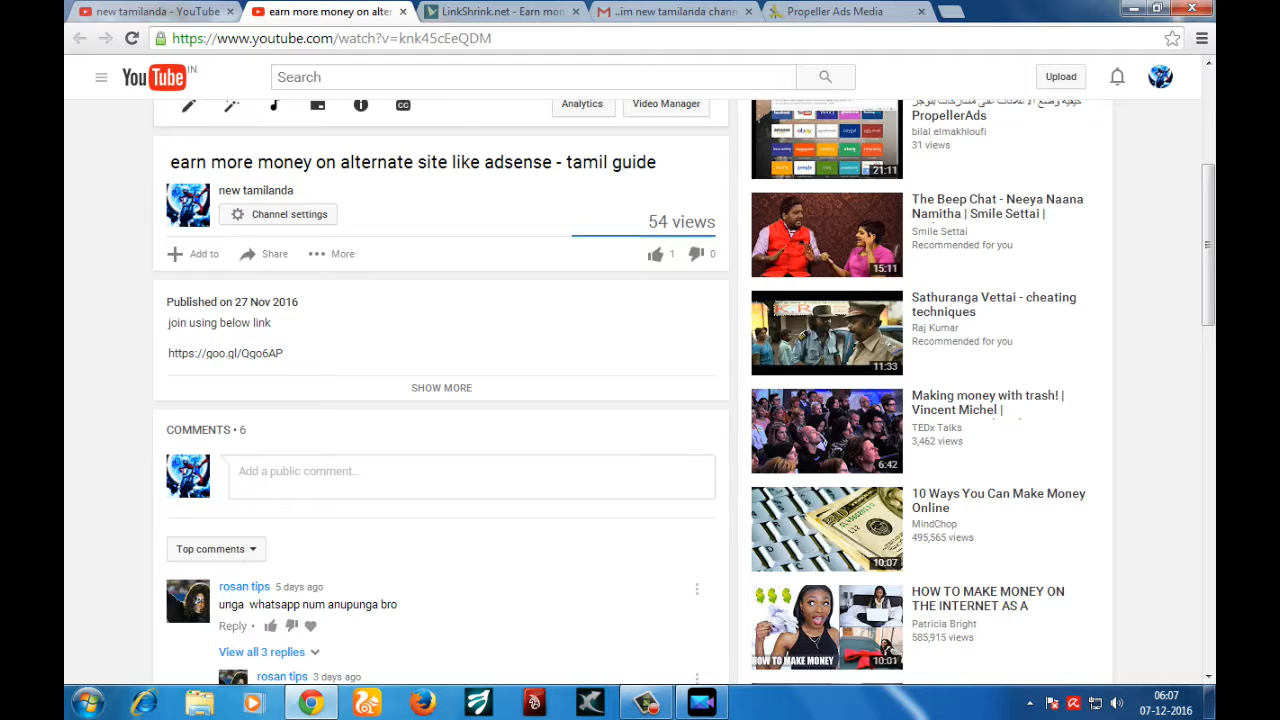 new tamilanda - YouTube
earn more money on alter
LinkShrink.net - Earn mon
..im new tamilanda chann
Propeller Ads Media
https://www.youtube.com/watch?v=knk45cEeQDM
YouTube IN
Search
Upload
Analytics
Video Manager
earn more money on alternate site like adsense - tamil guide
new tamilanda
Channel settings
54 views
Add to
Share
More
1
0
Published on 27 Nov 2016
join using below link
https://goo.gl/Qgo6AP
SHOW MORE
COMMENTS • 6
Add a public comment...
Top comments
rosan tips 5 days ago
unga whatsapp num anupunga bro
Reply
View all 3 replies
rosan tips 3 days ago
PropellerAds
bilal elmakhloufi
31 views
21:11
The Beep Chat - Neeya Naana
Namitha | Smile Settai |
Smile Settai
Recommended for you
15:11
Sathuranga Vettai - cheating
techniques
Raj Kumar
Recommended for you
11:33
Making money with trash! |
Vincent Michel |
TEDx Talks
3,462 views
6:42
10 Ways You Can Make Money
Online
MindChop
495,565 views
10:07
HOW TO MAKE MONEY ON
THE INTERNET AS A
Patricia Bright
585,915 views
HOW TO MAKE MONEY
10:01
06:07
07-12-2016